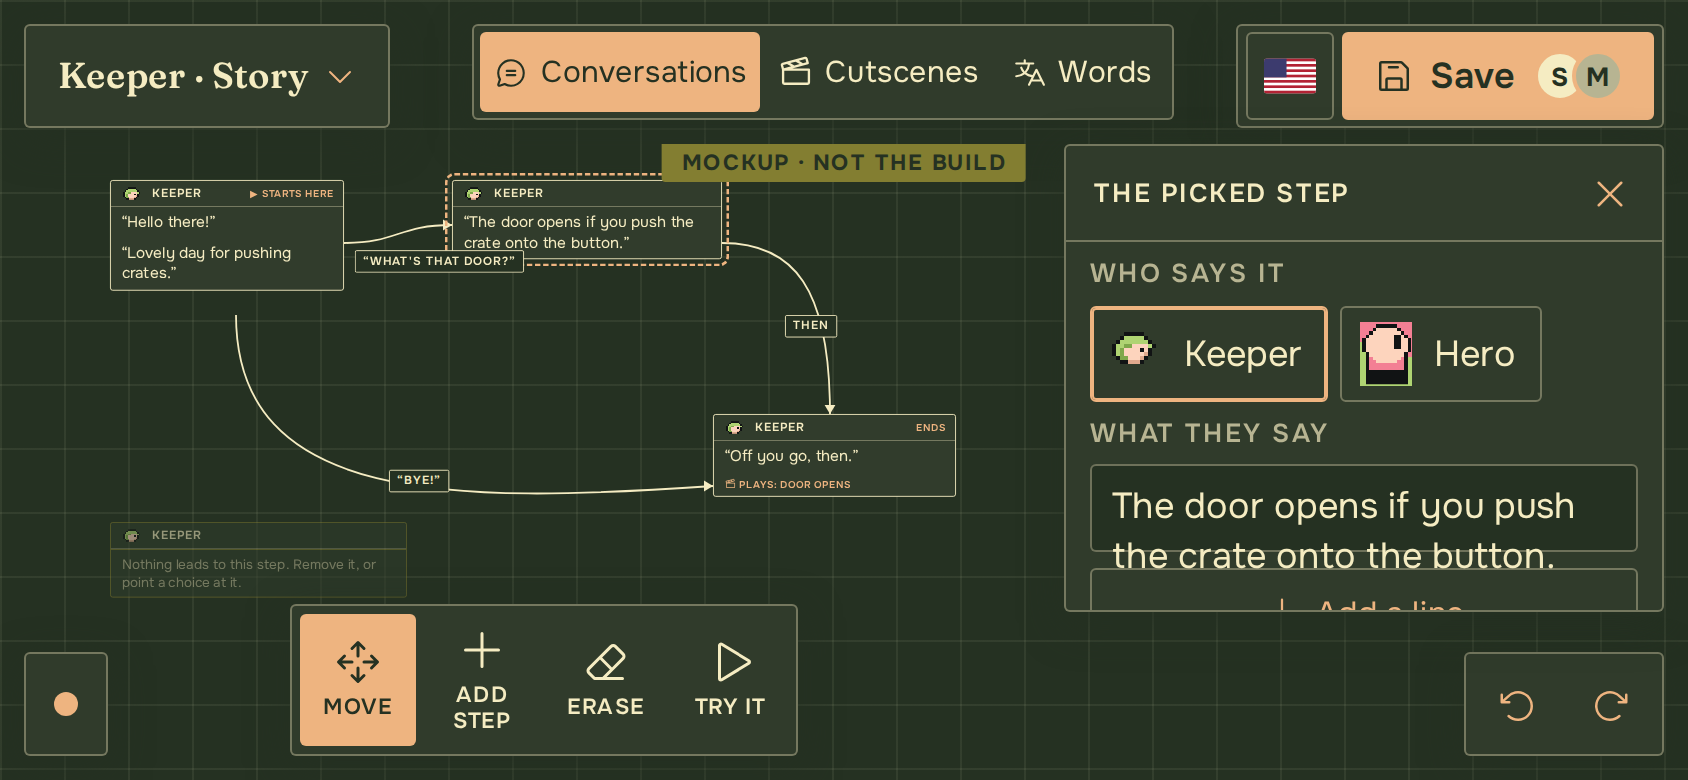 Keeper · Story
Conversations
Cutscenes
Words
Save
S
M
MOCKUP · NOT THE BUILD
KEEPER
▶ STARTS HERE
“Hello there!”
“Lovely day for pushing
crates.”
KEEPER
“The door opens if you push the
crate onto the button.”
“WHAT'S THAT DOOR?”
THEN
KEEPER
ENDS
“Off you go, then.”
PLAYS: DOOR OPENS
“BYE!”
KEEPER
Nothing leads to this step. Remove it, or
point a choice at it.
THE PICKED STEP
WHO SAYS IT
Keeper
Hero
WHAT THEY SAY
The door opens if you push
the crate onto the button.
Add a line
MOVE
ADD
STEP
ERASE
TRY IT